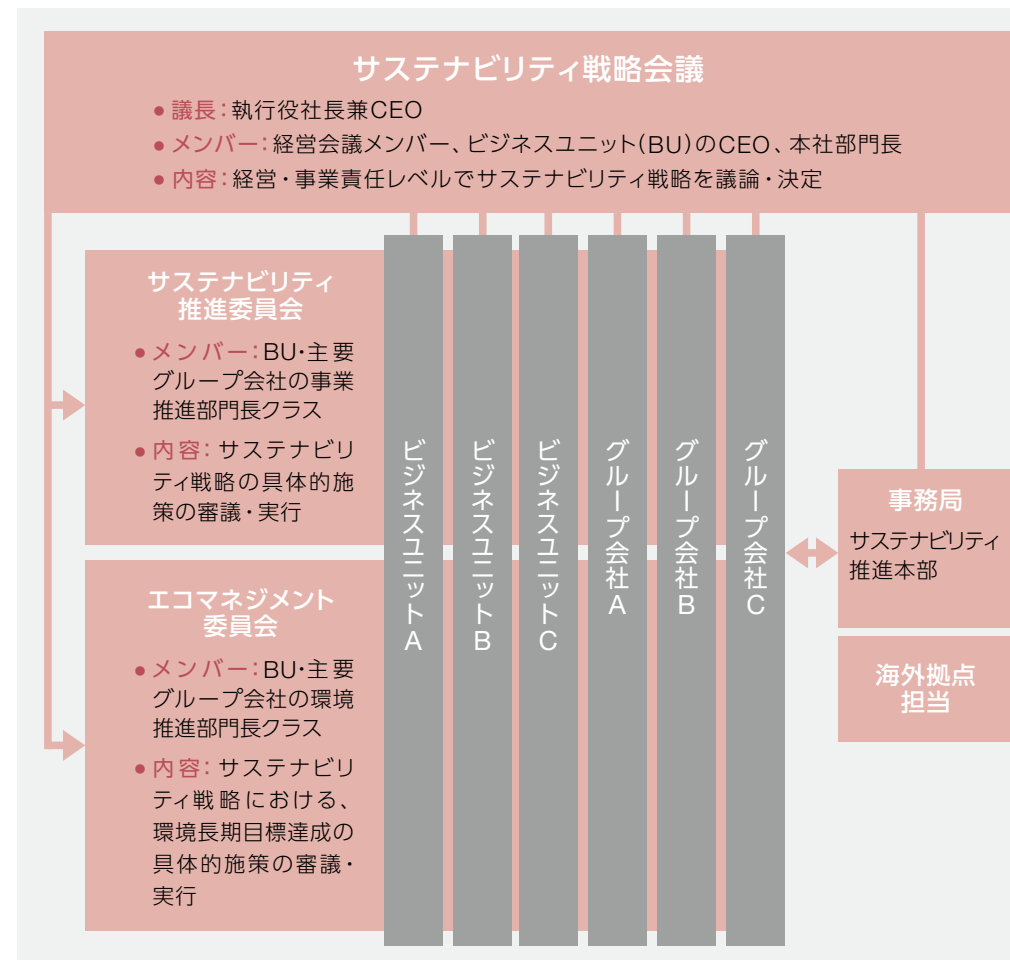 サステナビリティ戦略会議
●議長：執行役社長兼CEO
●メンバー：経営会議メンバー、ビジネスユニット(BU)のCEO、本社部門長
●内容：経営・事業責任レベルでサステナビリティ戦略を議論・決定
サステナビリティ
推進委員会
●メンバー：BU・主要
グループ会社の事業
推進部門長クラス
●内容：サステナビリ
ティ戦略の具体的施
策の審議・実行
エコマネジメント
委員会
●メンバー：BU・主要
グループ会社の環境
推進部門長クラス
●内容：サステナビリ
ティ戦略における、
環境長期目標達成の
具体的施策の審議・
実行
ビジネスユニットA
ビジネスユニットB
ビジネスユニットC
グループ会社A
グループ会社B
グループ会社C
事務局
サステナビリティ
推進本部
海外拠点
担当